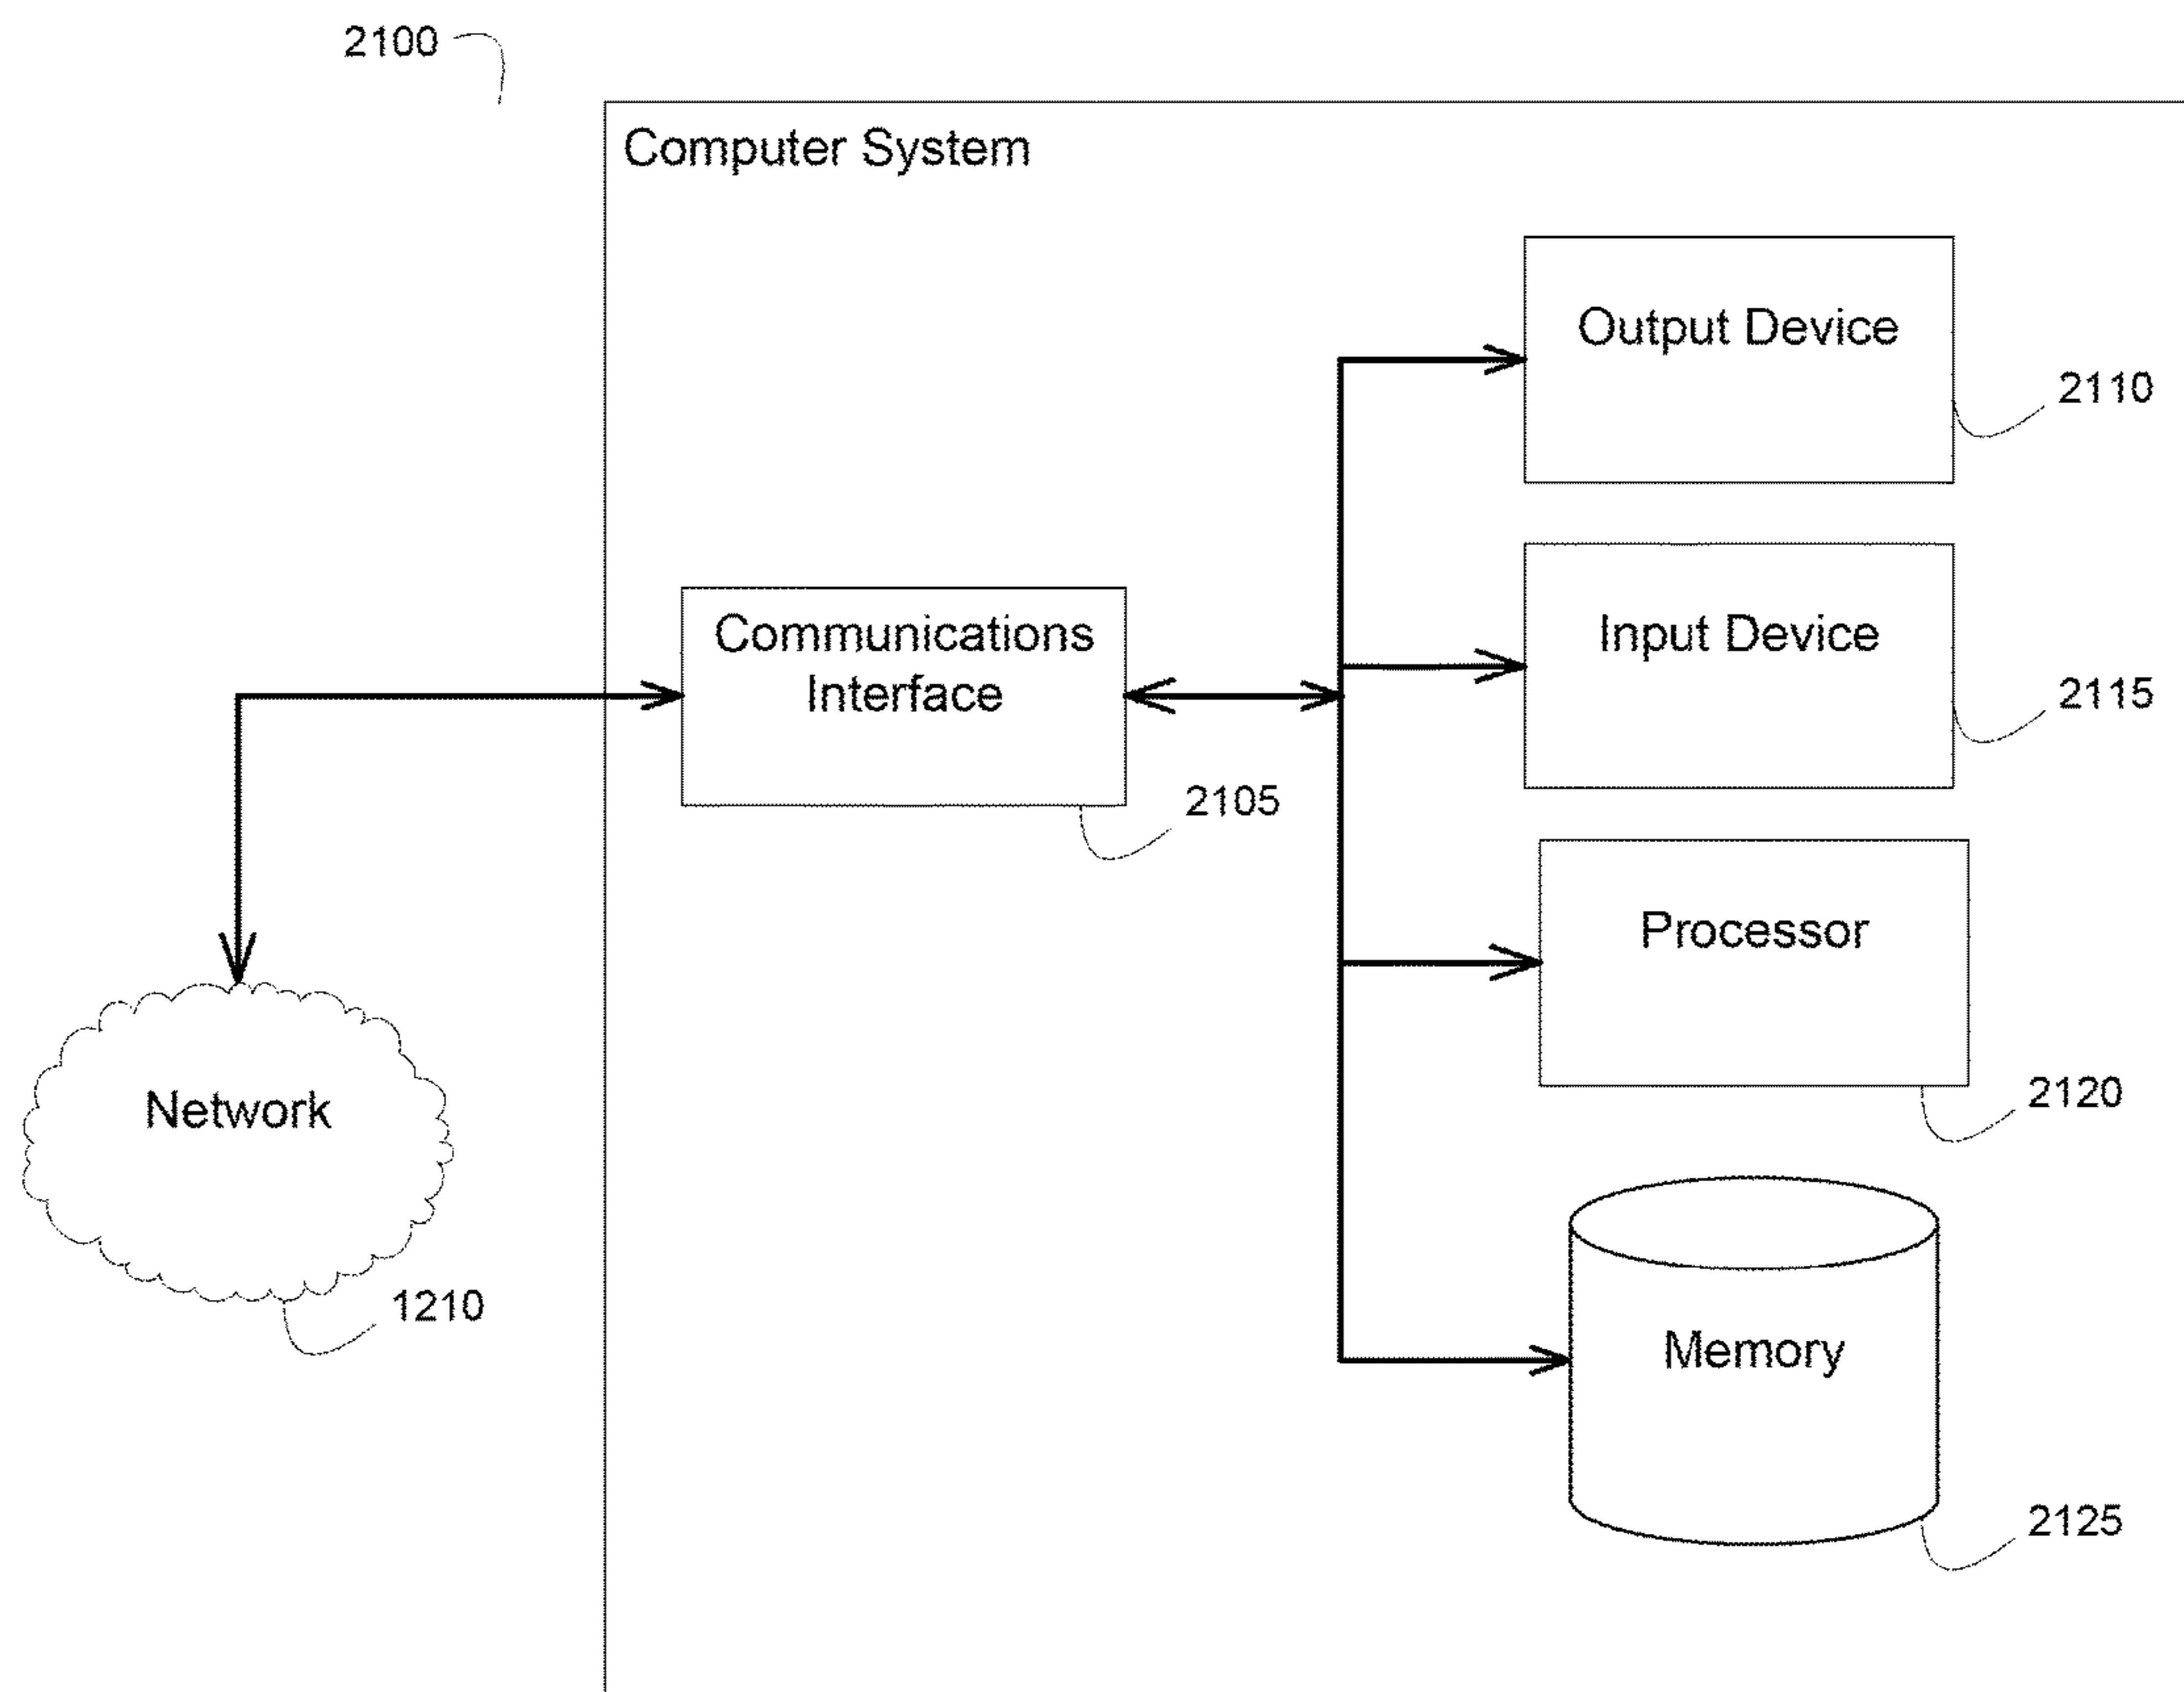 2100
Computer System
Output Device
2110
Input Device
2115
Communications
Interface
2105
Processor
2120
Network
1210
Memory
2125